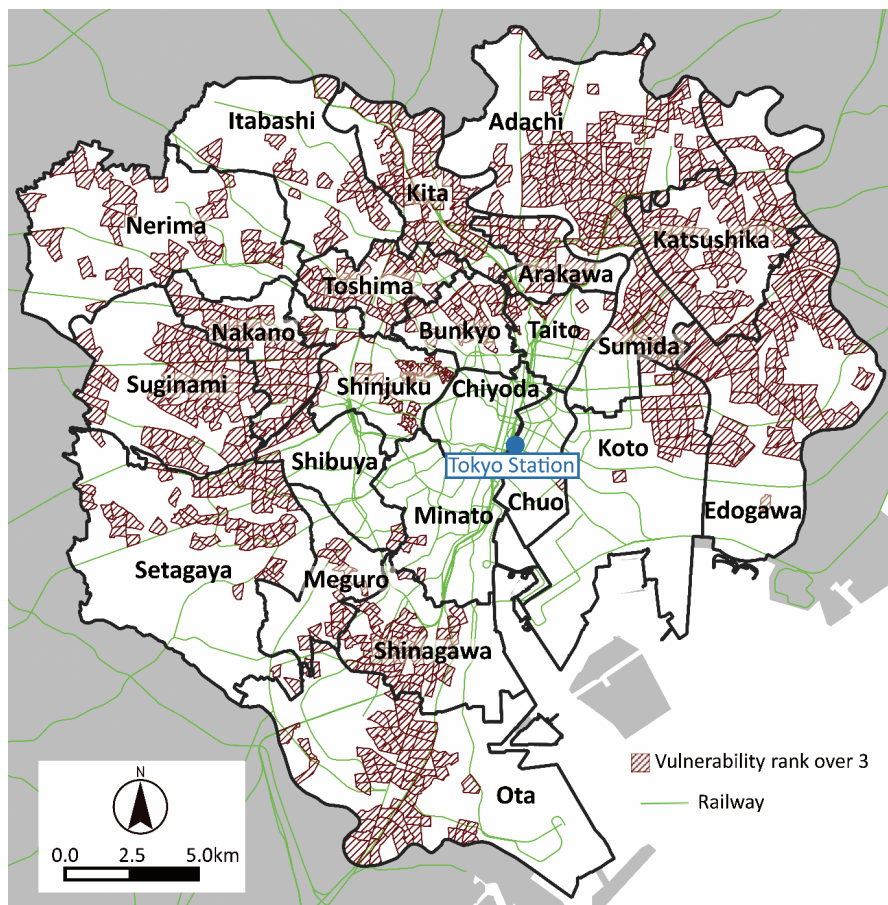 Itabashi
Adachi
Kita
Nerima
Katsushika
Toshima
Arakawa
Nakano
Bunkyo
Taito
Sumida
Suginami
Shinjuku
Chiyoda
Shibuya
Tokyo Station
Koto
Chuo
Minato
Edogawa
Setagaya
Meguro
Shinagawa
Vulnerability rank over 3
Ota
Railway
N
0.0 2.5 5.0km